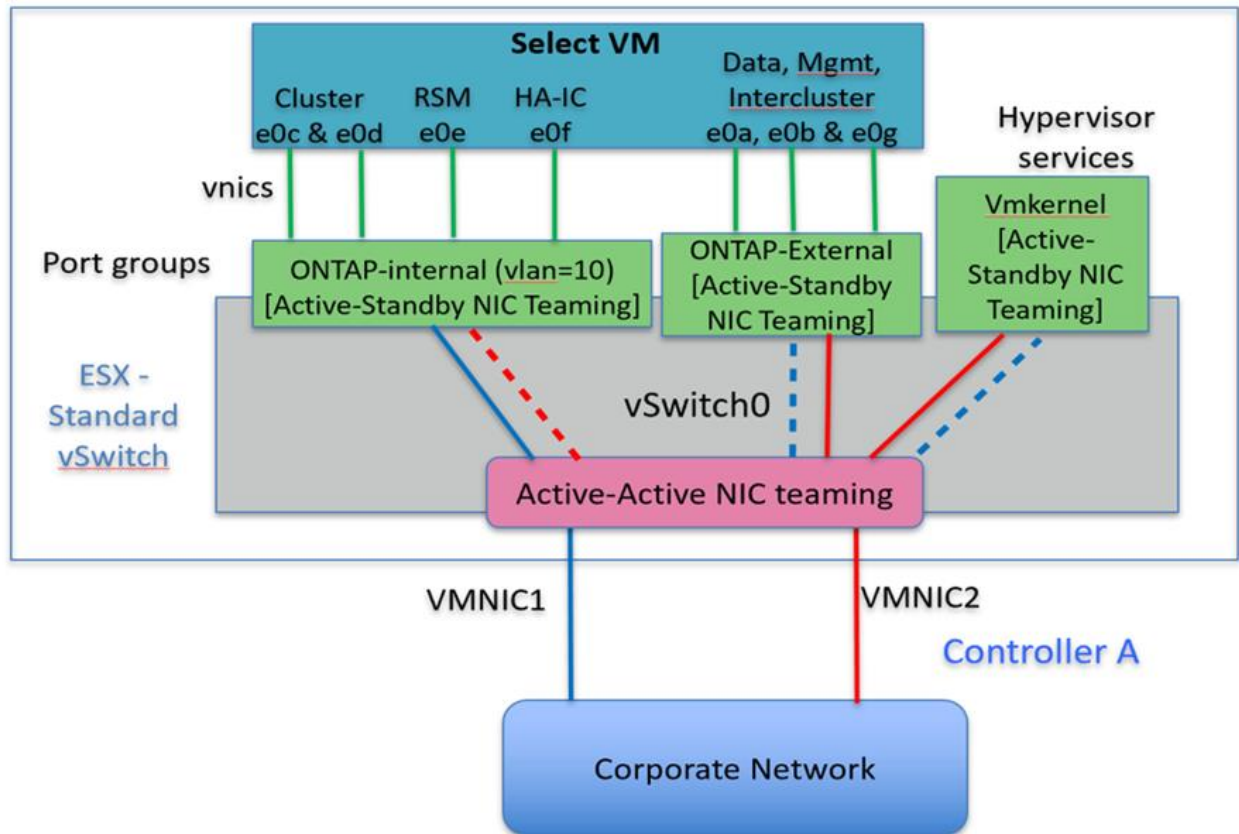 Select VM
Cluster
e0c & e0d
RSM
e0e
HA-IC
e0f
Data, Mgmt,
Intercluster
e0a, e0b & e0g
Hypervisor
services
vnics
Vmkernel
[Active-
Standby NIC
Teaming]
Port groups
ONTAP-internal (vlan=10)
[Active-Standby NIC Teaming]
ONTAP-External
[Active-Standby
NIC Teaming]
ESX -
Standard
vSwitch
vSwitch0
Active-Active NIC teaming
VMNIC1
VMNIC2
Controller A
Corporate Network